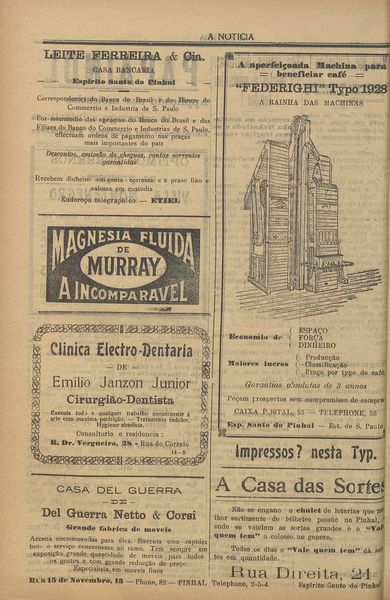 A NOTICIA
LEITE FERREIRA & Cia.
CASA BANCARIA
Espirito Santo do Pinhal
Correspondentes do Banco do Brasil e do Banco do
Commercio e Industria de S. Paulo
Por intermedio das agencias do Banco do Brasil e das
Filiaes do Banco do Commercio e Industria de S. Paulo,
effectuam ordens de pagamento nas praças
mais importantes do paiz
Descontos, emissão de cheques, contas correntes
garantidas
Recebem dinheiro em conta-corrente e a praso fixo e
valores em custodia
Endereço telegraphico — ETIEL
MAGNESIA FLUIDA
DE
MURRAY
A INCOMPARAVEL
Clinica Electro-Dentaria
— DE —
Emilio Janzon Junior
Cirurgião-Dentista
Executa todo e qualquer trabalho concernente á
arte com maxima perfeição. — Tratamento indolor.
Hygiene absoluta.
Consultorio e residencia:
R. Dr. Vergueiro, 28 - Rua do Correio
14—8
CASA DEL GUERRA
— DE —
Del Guerra Netto & Corsi
Grande fabrica de moveis
Acceita encommendas para fóra. Executa com rapidez
todo o serviço concernente ao ramo. Tem sempre em
exposição grande quantidade de moveis para todos
os gostos e com grande reducção de preço
Especialista em moveis finos
Rua 15 de Novembro, 13 — Phone, 82 — PINHAL
A aperfeiçoada Machina para
= beneficiar café =
"FEDERIGHI" Typo 1928
A RAINHA DAS MACHINAS
Economia de
ESPAÇO
FORÇA
DINHEIRO
Maiores lucros
Producção
Classificação
Preço por typo de café
Garantias absolutas de 3 annos
Peçam prospectos sem compromisso de compra
CAIXA POSTAL, 53 — TELEPHONE, 53
Esp. Santo do Pinhal — Est. de S. Paulo
Impressos? nesta Typ.
A Casa das Sortes
Não se engane o chalet de loterias que
lhor sortimento de bilhetes possúe no Pinhal,
onde se vendem as sortes grandes é o "Val
quem tem" o colosso, no genero.
Todos os dias o "Vale quem tem" dá sor
tes em quantidade.
Rua Direita, 24
Telephone, 2-5-4
Espirito Santo do Pinhal